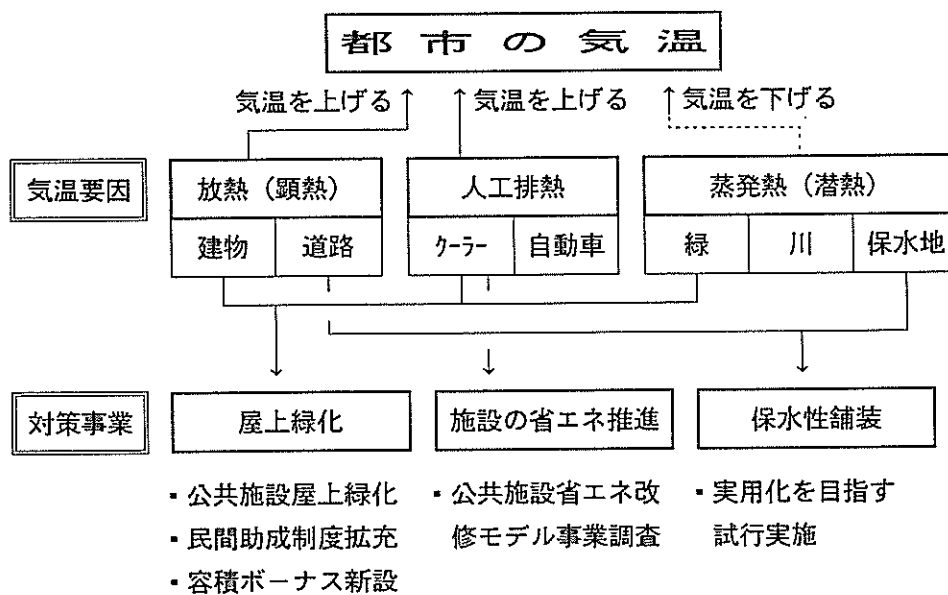 都市の気温
気温を上げる
気温を上げる
気温を下げる
気温要因
放熱（顕熱）
人工排熱
蒸発熱（潜熱）
建物
道路
クーラー
自動車
緑
川
保水地
対策事業
屋上緑化
施設の省エネ推進
保水性舗装
・公共施設屋上緑化
・民間助成制度拡充
・容積ボーナス新設
・公共施設省エネ改
修モデル事業調査
・実用化を目指す
試行実施